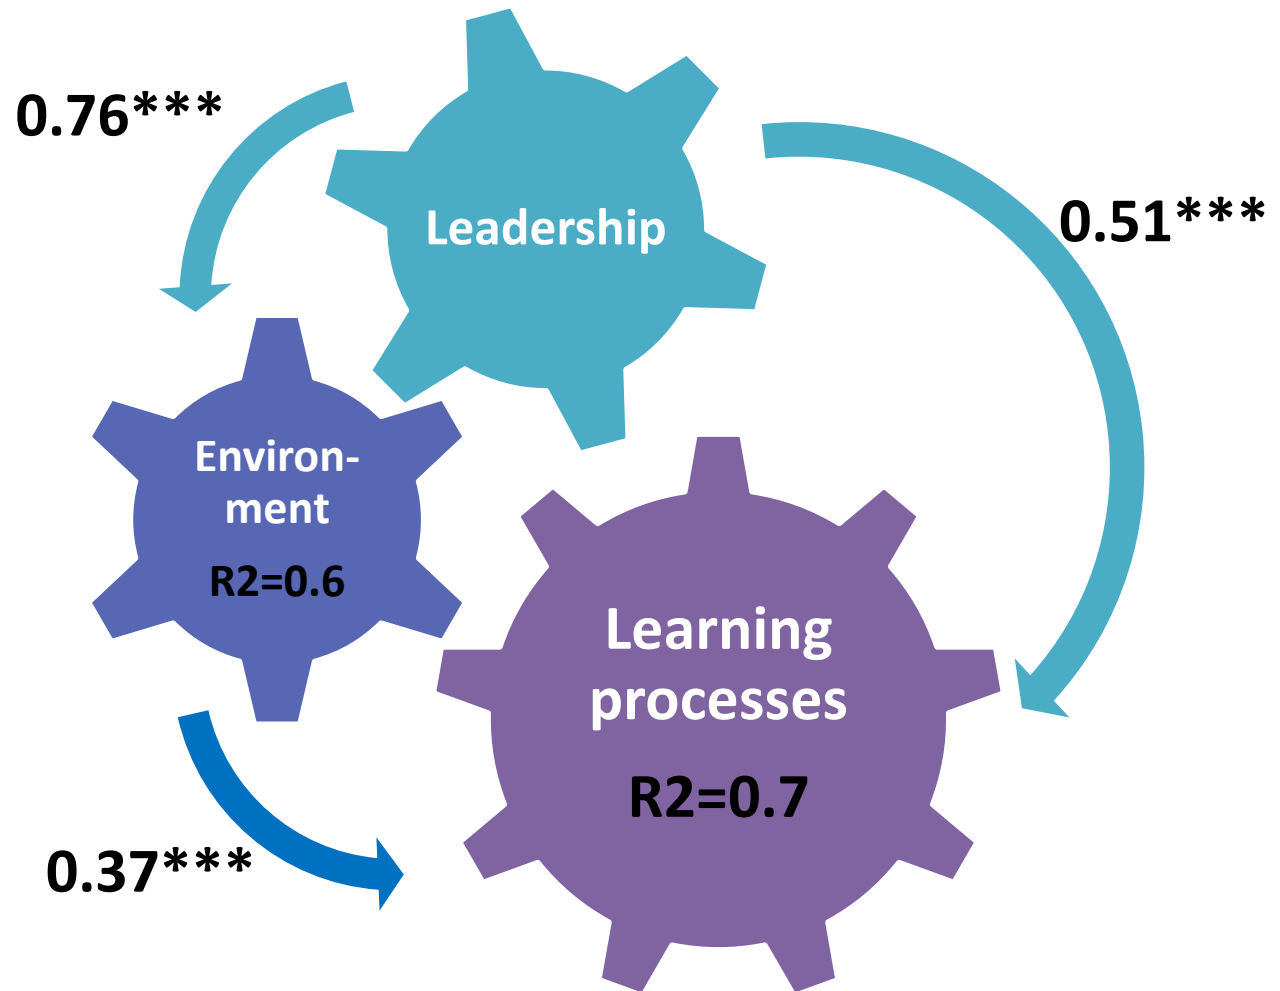 0.76***
Leadership
0.51***
Environ-
ment
R2=0.6
Learning
processes
R2=0.7
0.37***